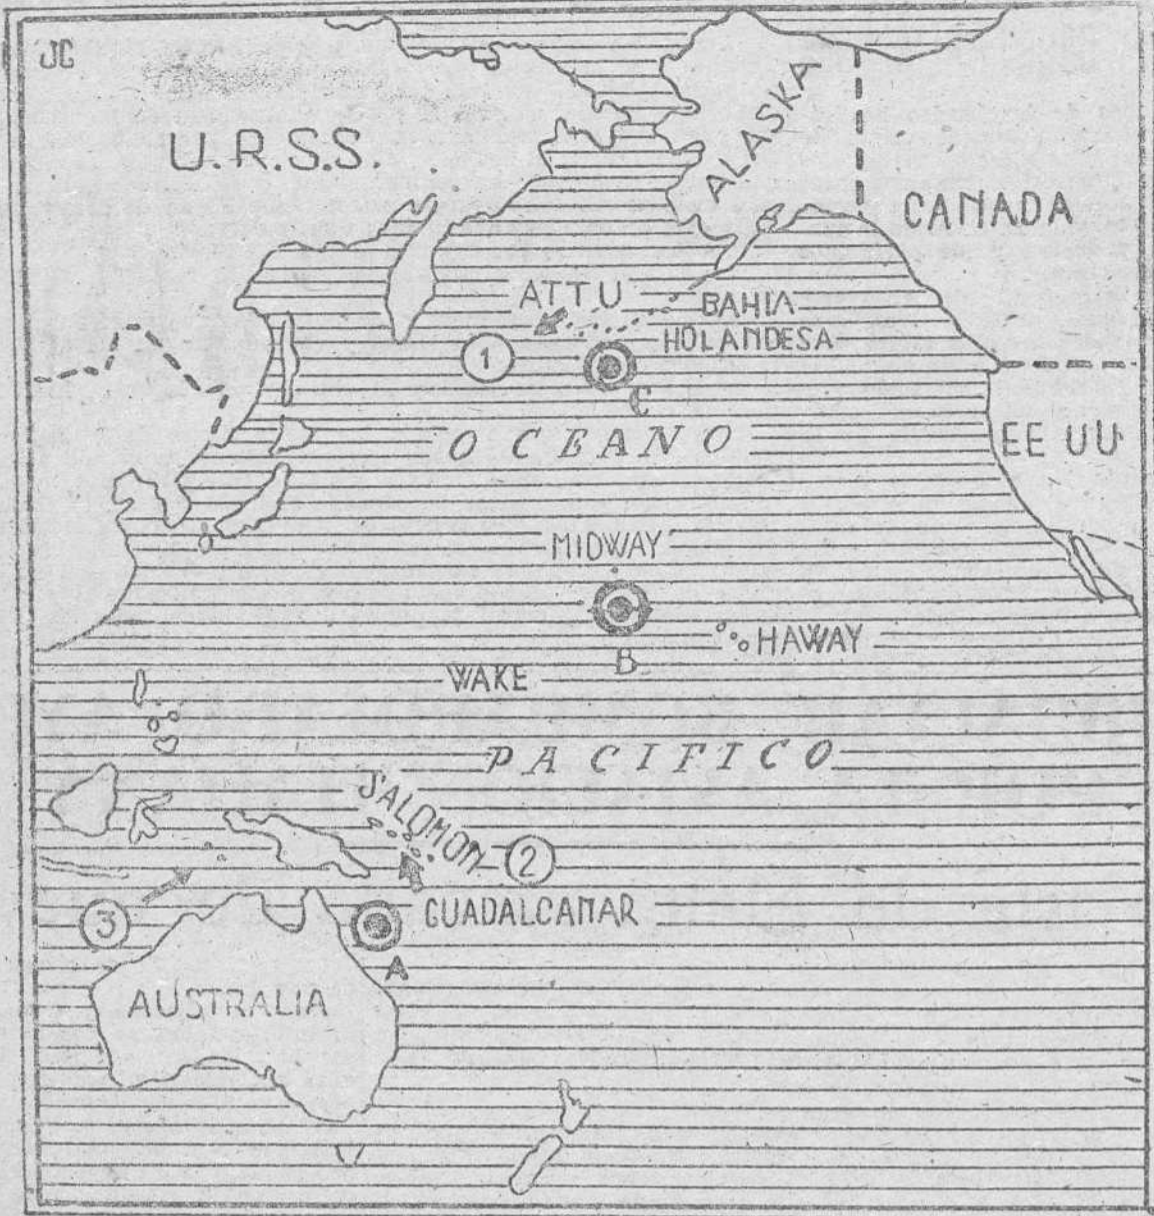 JC
U.R.S.S.
ALASKA
CANADA
ATTU
BAHIA
HOLANDESA
1
C
OCEANO
EE UU
MIDWAY
HAWAY
B
WAKE
PACIFICO
SALOMON
2
GUADALCANAR
3
A
AUSTRALIA